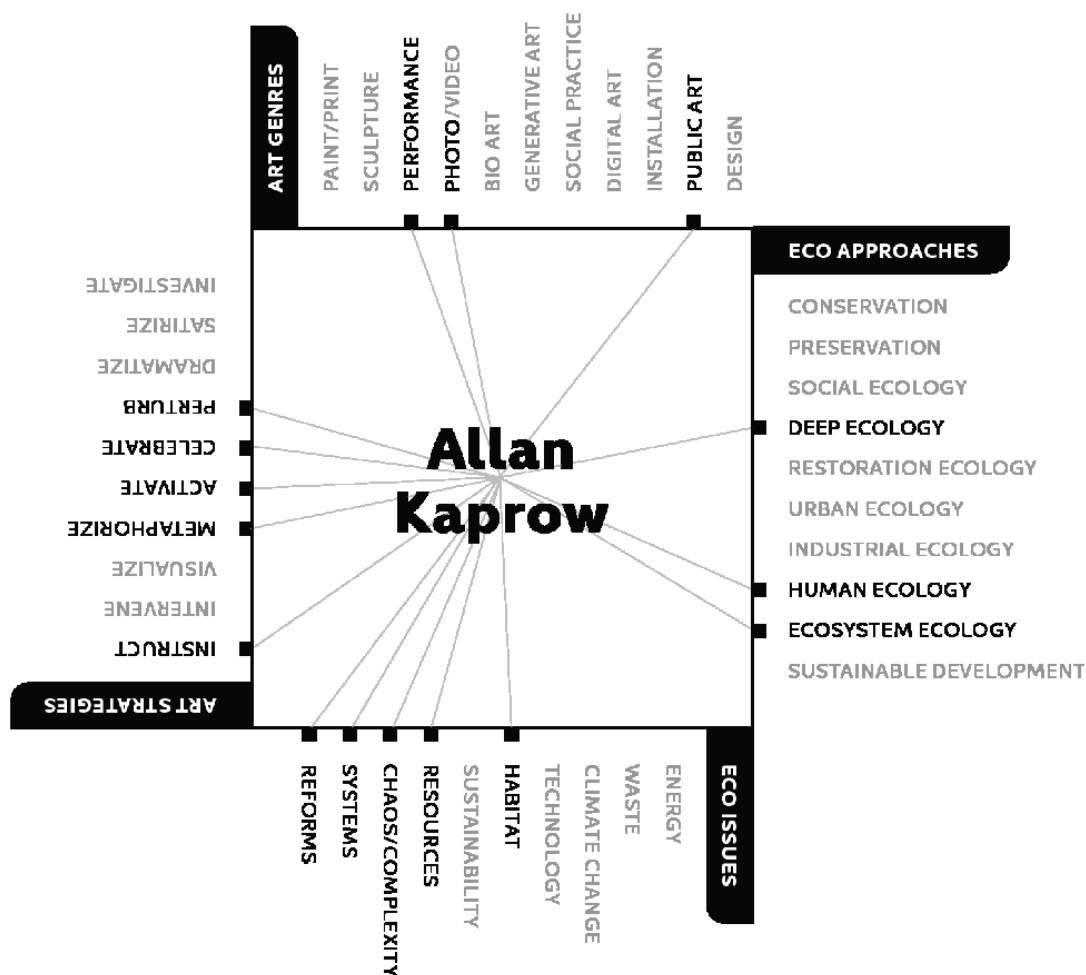 ART GENRES
PAINT/PRINT
SCULPTURE
PERFORMANCE
PHOTO/VIDEO
BIO ART
GENERATIVE ART
SOCIAL PRACTICE
DIGITAL ART
INSTALLATION
PUBLIC ART
DESIGN
ECO APPROACHES
CONSERVATION
PRESERVATION
SOCIAL ECOLOGY
DEEP ECOLOGY
RESTORATION ECOLOGY
URBAN ECOLOGY
INDUSTRIAL ECOLOGY
HUMAN ECOLOGY
ECOSYSTEM ECOLOGY
SUSTAINABLE DEVELOPMENT
Allan
Kaprow
ECO ISSUES
ENERGY
WASTE
CLIMATE CHANGE
TECHNOLOGY
HABITAT
SUSTAINABILITY
RESOURCES
CHAOS/COMPLEXITY
SYSTEMS
REFORMS
ART STRATEGIES
INSTRUCT
INTERVENE
VISUALIZE
METAPHORIZE
ACTIVATE
CELEBRATE
PERTURB
DRAMATIZE
SATIRIZE
INVESTIGATE